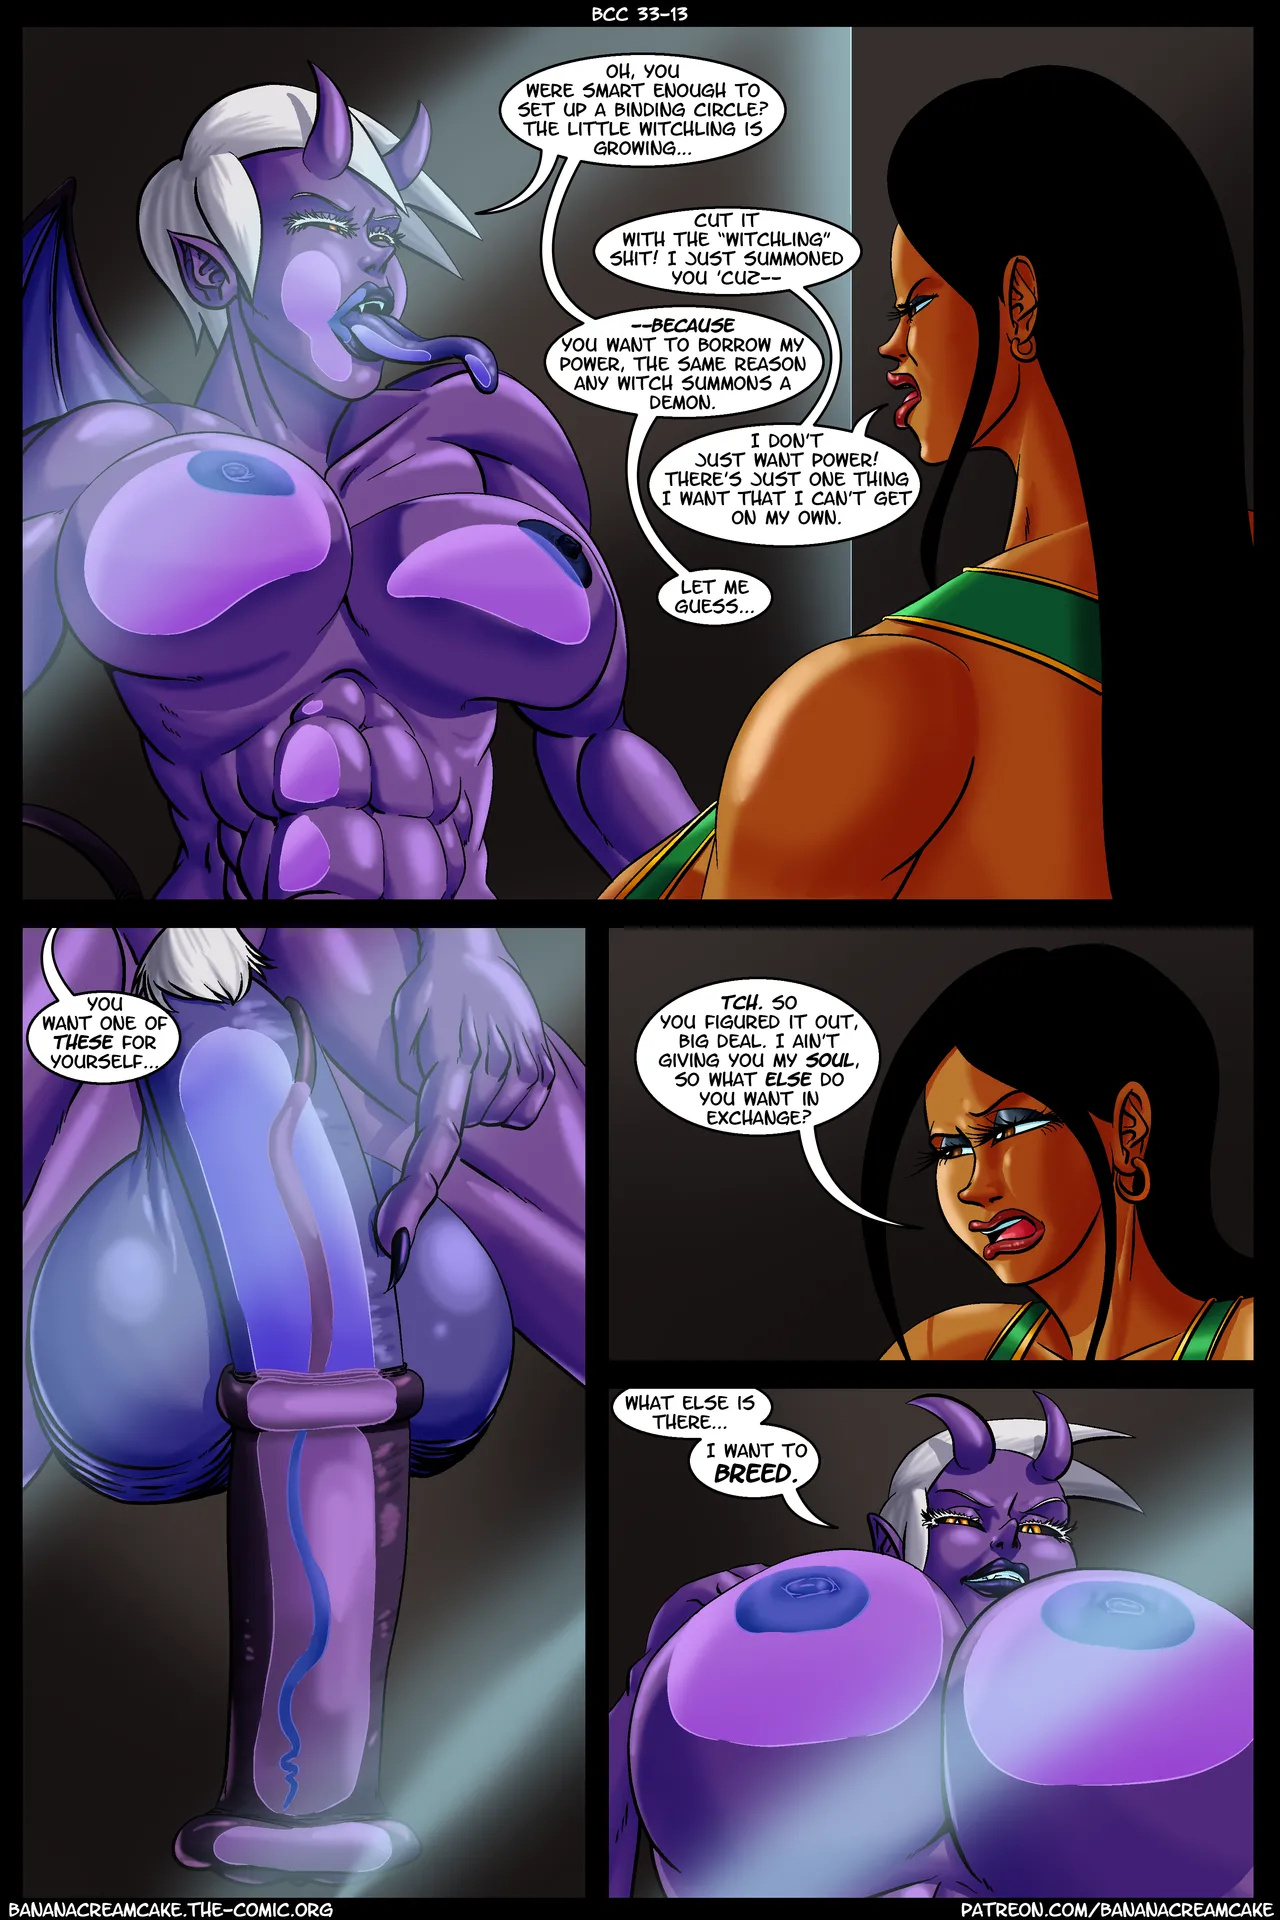 BCC 33-13
OH, YOU
WERE SMART ENOUGH TO
SET UP A BINDING CIRCLE?
THE LITTLE WITCHLING IS
GROWING...
CUT IT
WITH THE "WITCHLING"
SHIT! I JUST SUMMONED
YOU 'CUZ--
--BECAUSE
YOU WANT TO BORROW MY
POWER, THE SAME REASON
ANY WITCH SUMMONS A
DEMON.
I DON'T
JUST WANT POWER!
THERE'S JUST ONE THING
I WANT THAT I CAN'T GET
ON MY OWN.
LET ME
GUESS...
YOU
WANT ONE OF
THESE FOR
YOURSELF...
TCH. SO
YOU FIGURED IT OUT,
BIG DEAL. I AIN'T
GIVING YOU MY SOUL,
SO WHAT ELSE DO
YOU WANT IN
EXCHANGE?
WHAT ELSE IS
THERE...
I WANT TO
BREED.
BANANACREAMCAKE.THE-COMIC.ORG
PATREON.COM/BANANACREAMCAKE